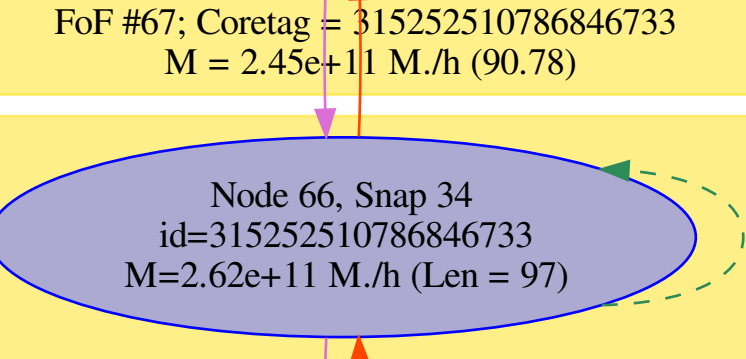 FoF #67; Coretag = 315252510786846733
M = 2.45e+11 M./h (90.78)
Node 66, Snap 34
id=315252510786846733
M=2.62e+11 M./h (Len = 97)